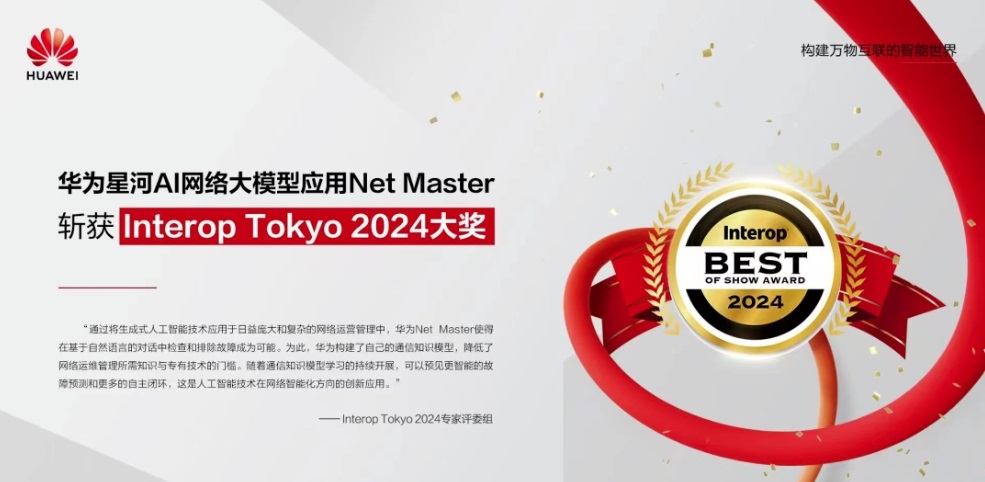 HUAWEI
构建万物互联的智能世界
华为星河AI网络大模型应用Net Master
斩获 Interop Tokyo 2024大奖
“通过将生成式人工智能技术应用于日益庞大和复杂的网络运营管理中，华为Net Master使得
在基于自然语言的对话中检查和排除故障成为可能。为此，华为构建了自己的通信知识模型，降低了
网络运维管理所需知识与专有技术的门槛。随着通信知识模型学习的持续开展，可以预见更智能的故
障预测和更多的自主闭环，这是人工智能技术在网络智能化方向的创新应用。”
——Interop Tokyo 2024专家评委组
Interop
BEST
OF SHOW AWARD
2024